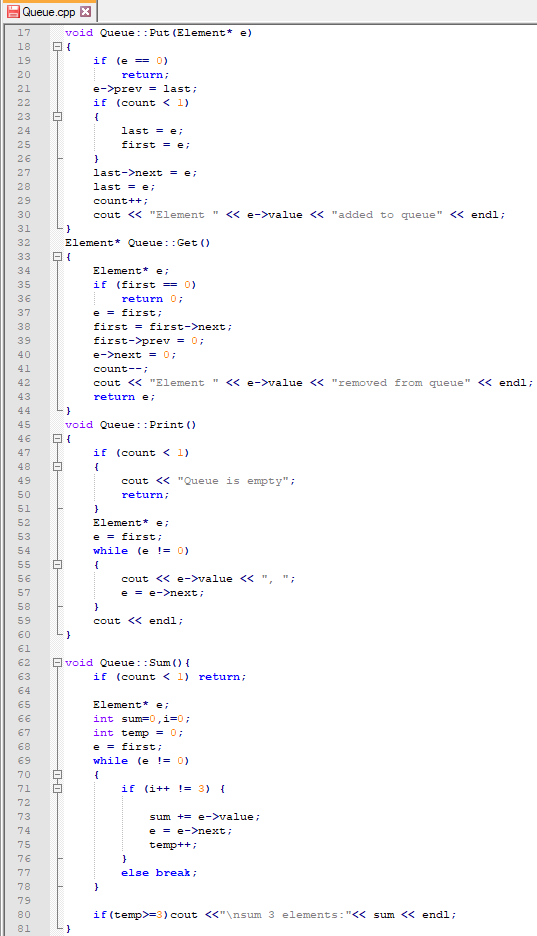 Queue.cpp
17 void Queue::Put(Element* e)
18 {
19 if (e == 0)
20 return;
21 e->prev = last;
22 if (count < 1)
23 {
24 last = e;
25 first = e;
26 }
27 last->next = e;
28 last = e;
29 count++;
30 cout << "Element " << e->value << "added to queue" << endl;
31 }
32 Element* Queue::Get()
33 {
34 Element* e;
35 if (first == 0)
36 return 0;
37 e = first;
38 first = first->next;
39 first->prev = 0;
40 e->next = 0;
41 count--;
42 cout << "Element " << e->value << "removed from queue" << endl;
43 return e;
44 }
45 void Queue::Print()
46 {
47 if (count < 1)
48 {
49 cout << "Queue is empty";
50 return;
51 }
52 Element* e;
53 e = first;
54 while (e != 0)
55 {
56 cout << e->value << ", ";
57 e = e->next;
58 }
59 cout << endl;
60 }
61
62 void Queue::Sum(){
63 if (count < 1) return;
64
65 Element* e;
66 int sum=0,i=0;
67 int temp = 0;
68 e = first;
69 while (e != 0)
70 {
71 if (i++ != 3) {
72
73 sum += e->value;
74 e = e->next;
75 temp++;
76 }
77 else break;
78 }
79
80 if(temp>=3)cout <<"\nsum 3 elements:"<< sum << endl;
81 }